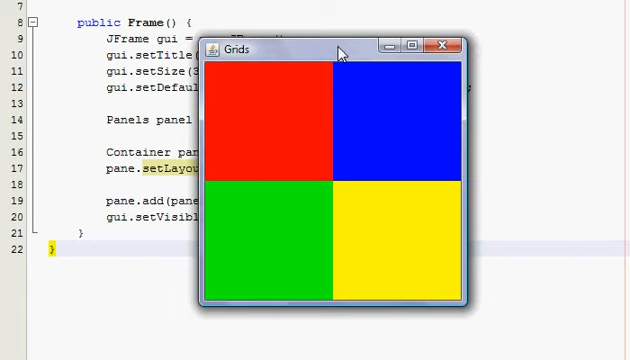 7
8 public Frame() {
9 JFrame gui =
10 gui.setTitle(
11 gui.setSize(3
12 gui.setDefaul ;
13
14 Panels panel
15
16 Container pan
17 pane.setLayou
18
19 pane.add(pane
20 gui.setVisibl
21 }
22 }
Grids